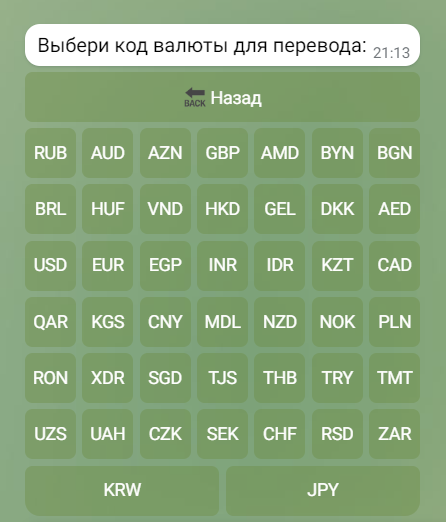 Выбери код валюты для перевода: 21:13
BACK Назад
RUB AUD AZN GBP AMD BYN BGN
BRL HUF VND HKD GEL DKK AED
USD EUR EGP INR IDR KZT CAD
QAR KGS CNY MDL NZD NOK PLN
RON XDR SGD TJS THB TRY TMT
UZS UAH CZK SEK CHF RSD ZAR
KRW JPY